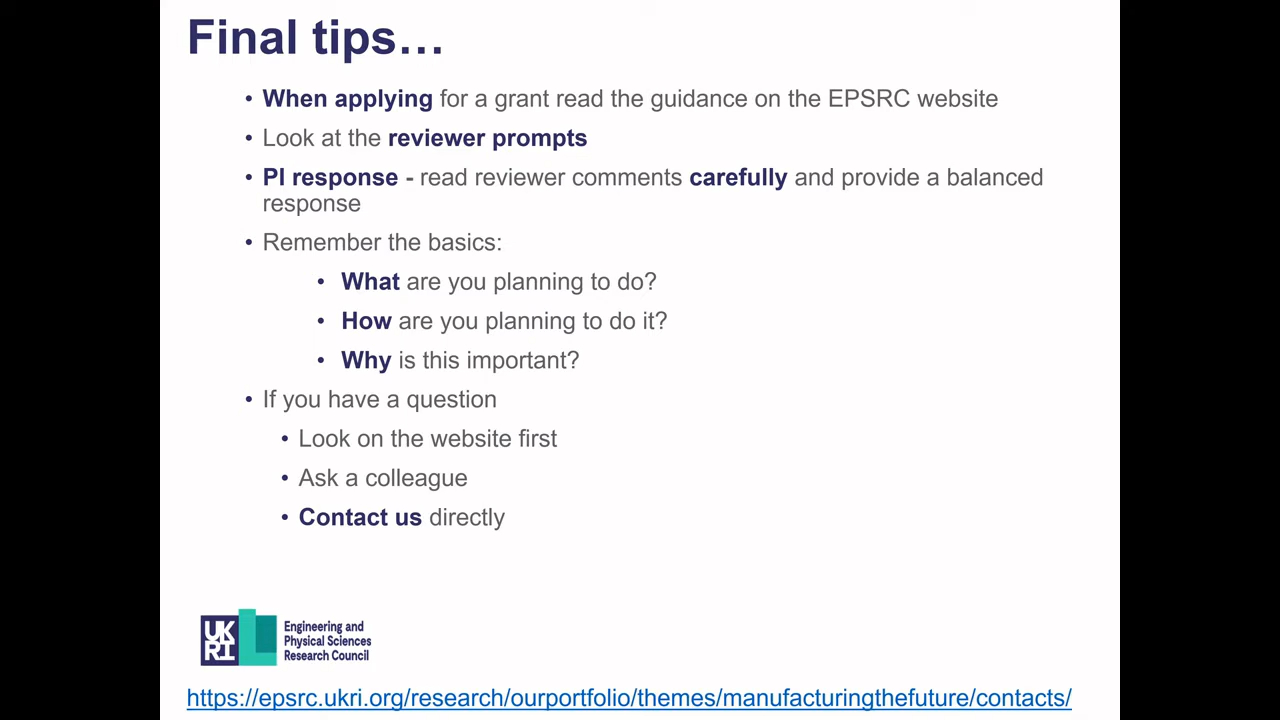 Final tips…
• When applying for a grant read the guidance on the EPSRC website
• Look at the reviewer prompts
• PI response - read reviewer comments carefully and provide a balanced
response
• Remember the basics:
• What are you planning to do?
• How are you planning to do it?
• Why is this important?
• If you have a question
• Look on the website first
• Ask a colleague
• Contact us directly
UK
RI
Engineering and
Physical Sciences
Research Council
https://epsrc.ukri.org/research/ourportfolio/themes/manufacturingthefuture/contacts/